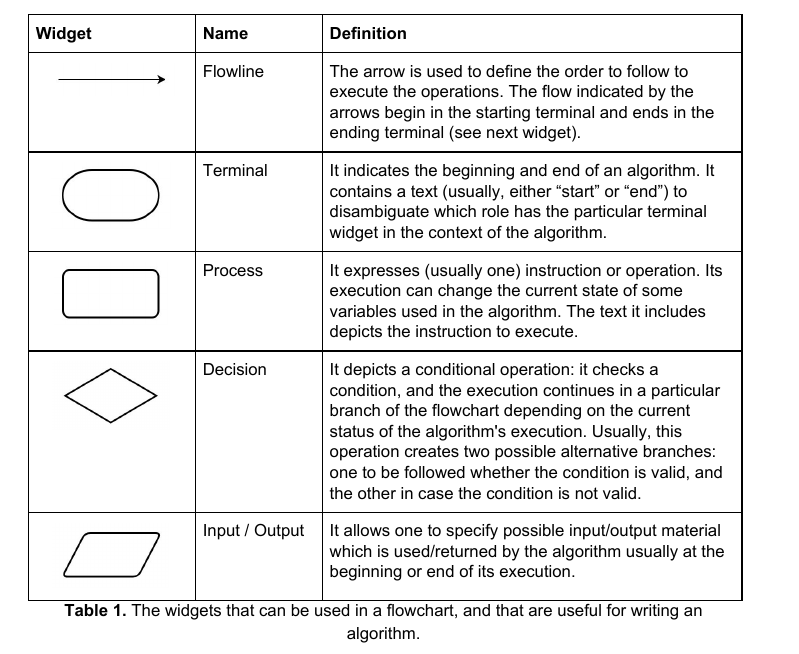 Widget Name Definition
Flowline The arrow is used to define the order to follow to
execute the operations. The flow indicated by the
arrows begin in the starting terminal and ends in the
ending terminal (see next widget).
Terminal It indicates the beginning and end of an algorithm. It
contains a text (usually, either “start” or “end”) to
disambiguate which role has the particular terminal
widget in the context of the algorithm.
Process It expresses (usually one) instruction or operation. Its
execution can change the current state of some
variables used in the algorithm. The text it includes
depicts the instruction to execute.
Decision It depicts a conditional operation: it checks a
condition, and the execution continues in a particular
branch of the flowchart depending on the current
status of the algorithm's execution. Usually, this
operation creates two possible alternative branches:
one to be followed whether the condition is valid, and
the other in case the condition is not valid.
Input / Output It allows one to specify possible input/output material
which is used/returned by the algorithm usually at the
beginning or end of its execution.
Table 1. The widgets that can be used in a flowchart, and that are useful for writing an
algorithm.